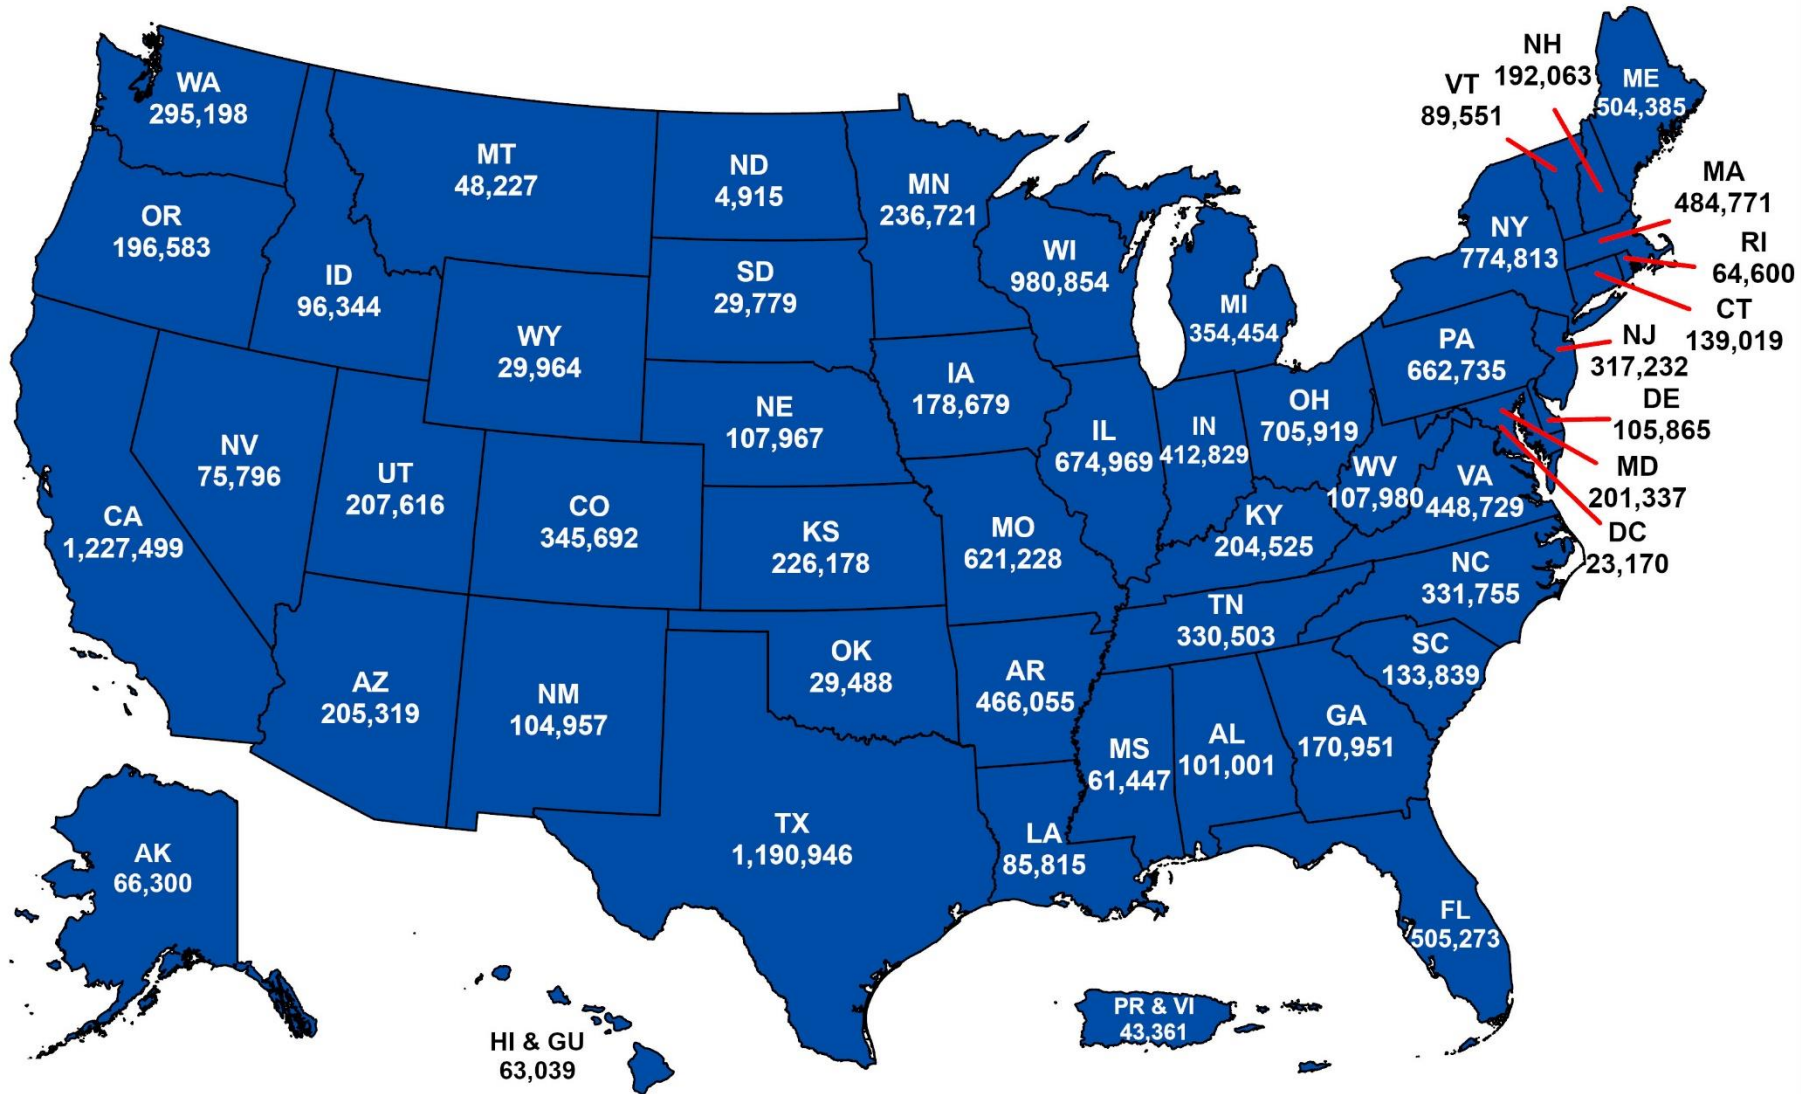 NH
192,063
VT
89,551
ME
504,385
WA
295,198
MT
48,227
ND
4,915
MN
236,721
MA
484,771
OR
196,583
NY
774,813
RI
64,600
WI
980,854
ID
96,344
SD
29,779
MI
354,454
CT
139,019
WY
29,964
PA
662,735
NJ
317,232
IA
178,679
NE
107,967
OH
705,919
DE
105,865
NV
75,796
IL
674,969
IN
412,829
UT
207,616
WV
107,980
VA
448,729
MD
201,337
CA
1,227,499
CO
345,692
KS
226,178
MO
621,228
KY
204,525
DC
23,170
NC
331,755
TN
330,503
SC
133,839
AZ
205,319
NM
104,957
OK
29,488
AR
466,055
GA
170,951
MS
61,447
AL
101,001
TX
1,190,946
LA
85,815
AK
66,300
FL
505,273
PR & VI
43,361
HI & GU
63,039